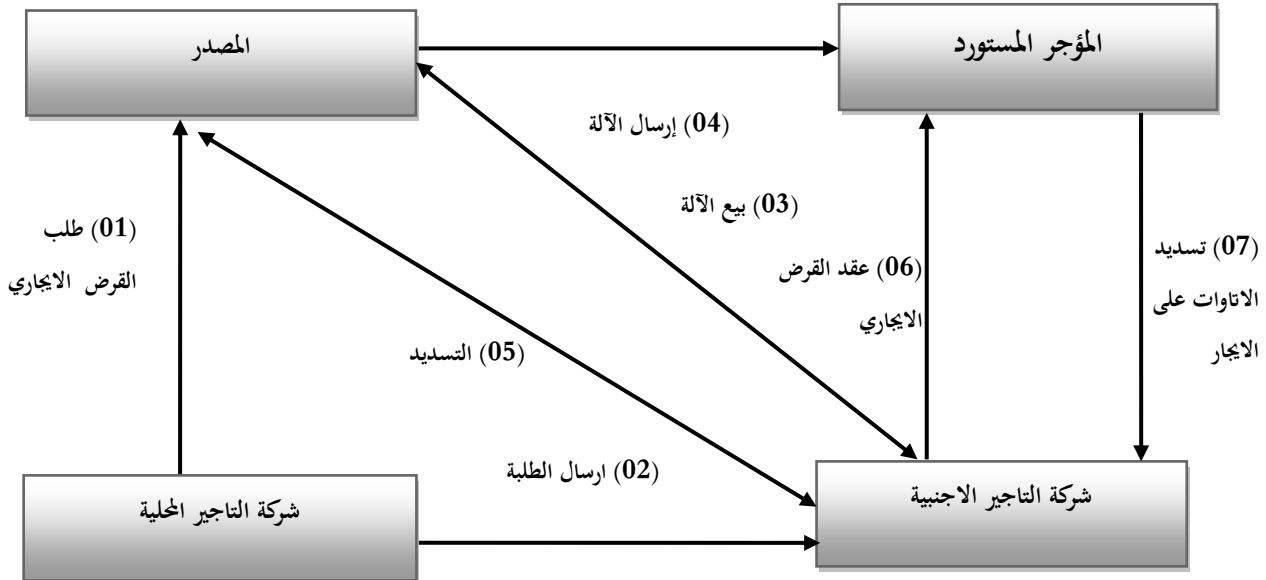 المؤجر المستورد
المصدر
(04) إرسال الآلة
(03) بيع الآلة
(01) طلب
القرض الايجاري
(06) عقد القرض
الايجاري
(07) تسديد
الاتاوات على
الايجار
(05) التسديد
(02) ارسال الطلبة
شركة التاجير الاجنبية
شركة التاجير المحلية